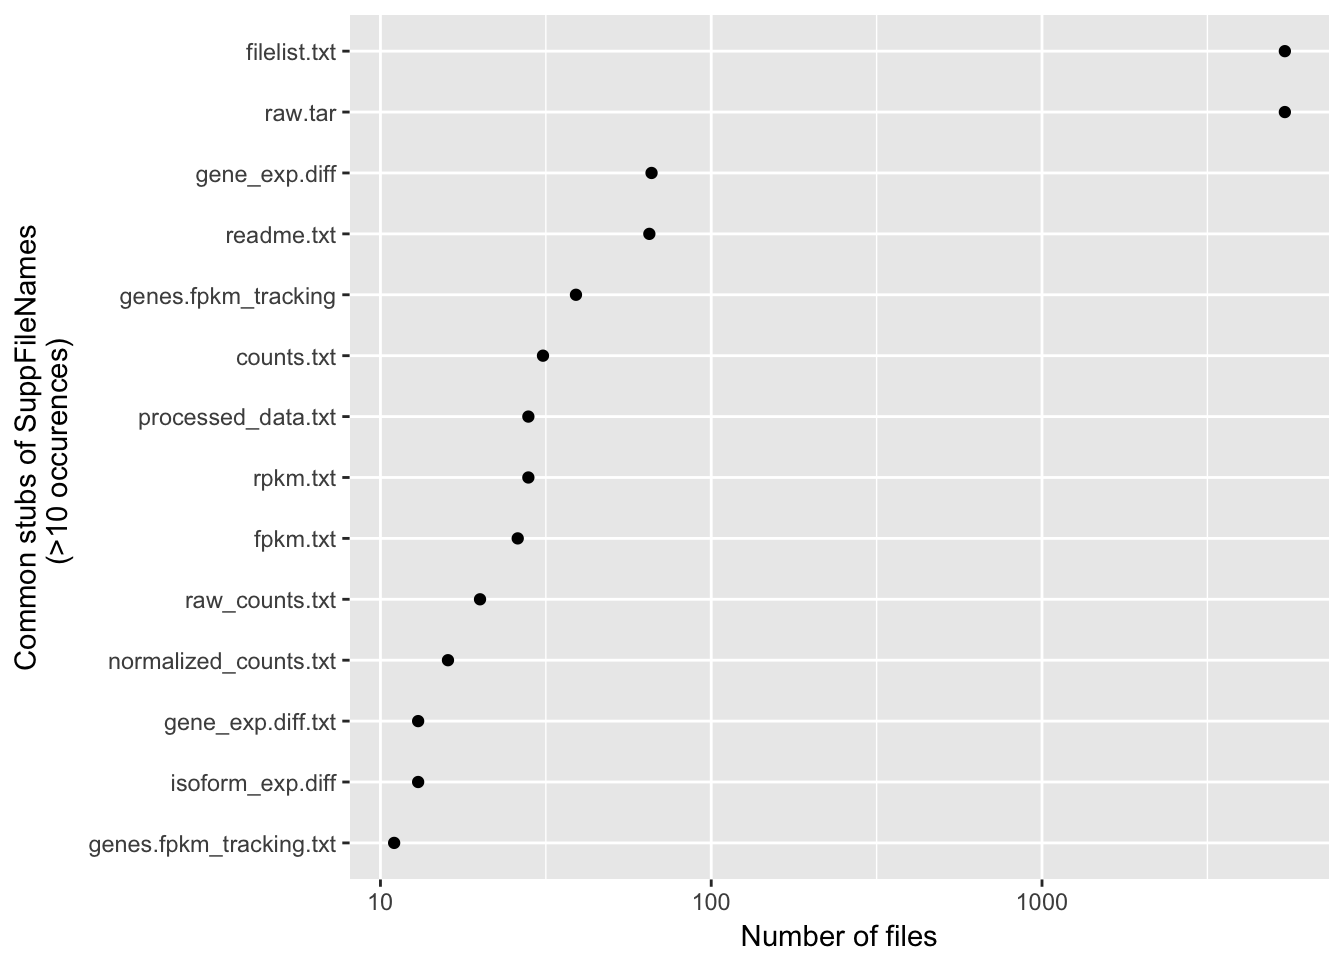 filelist.txt
raw.tar
gene_exp.diff
readme.txt
genes.fpkm_tracking
counts.txt
processed_data.txt
rpkm.txt
fpkm.txt
raw_counts.txt
normalized_counts.txt
gene_exp.diff.txt
isoform_exp.diff
genes.fpkm_tracking.txt
Common stubs of SuppFileNames
(>10 occurences)
10 100 1000
Number of files